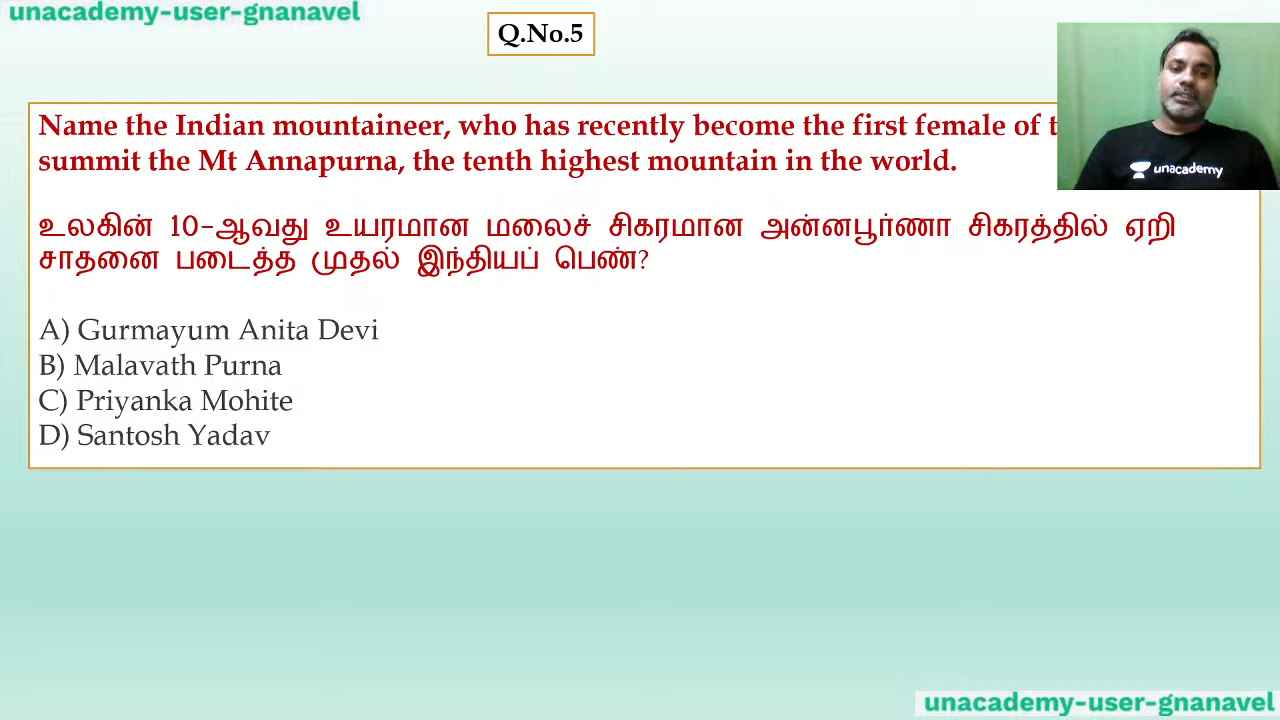 unacademy-user-gnanavel
Q.No.5
Name the Indian mountaineer, who has recently become the first female of
summit the Mt Annapurna, the tenth highest mountain in the world.
unacademy
உலகின் 10-ஆவது உயரமான மலைச் சிகரமான அன்னபூர்ணா சிகரத்தில் ஏறி
சாதனை படைத்த முதல் இந்தியப் பெண்?
A) Gurmayum Anita Devi
B) Malavath Purna
C) Priyanka Mohite
D) Santosh Yadav
unacademy-user-gnanavel